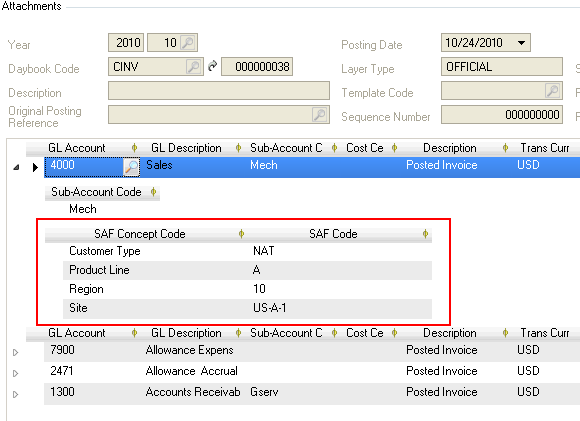 Attachments
Year 2010 10 Posting Date 10/24/2010
Daybook Code CINV 000000038 Layer Type OFFICIAL S
Description Template Code F
Original Posting
Reference Sequence Number 000000000 F
GL Account GL Description Sub-Account C Cost Ce Description Trans Curr
4000 Sales Mech Posted Invoice USD
Sub-Account Code
Mech
SAF Concept Code SAF Code
Customer Type NAT
Product Line A
Region 10
Site US-A-1
GL Account GL Description Sub-Account C Cost Ce Description Trans Curr
7900 Allowance Expens Posted Invoice USD
2471 Allowance Accrual Posted Invoice USD
1300 Accounts Receivab Gserv Posted Invoice USD